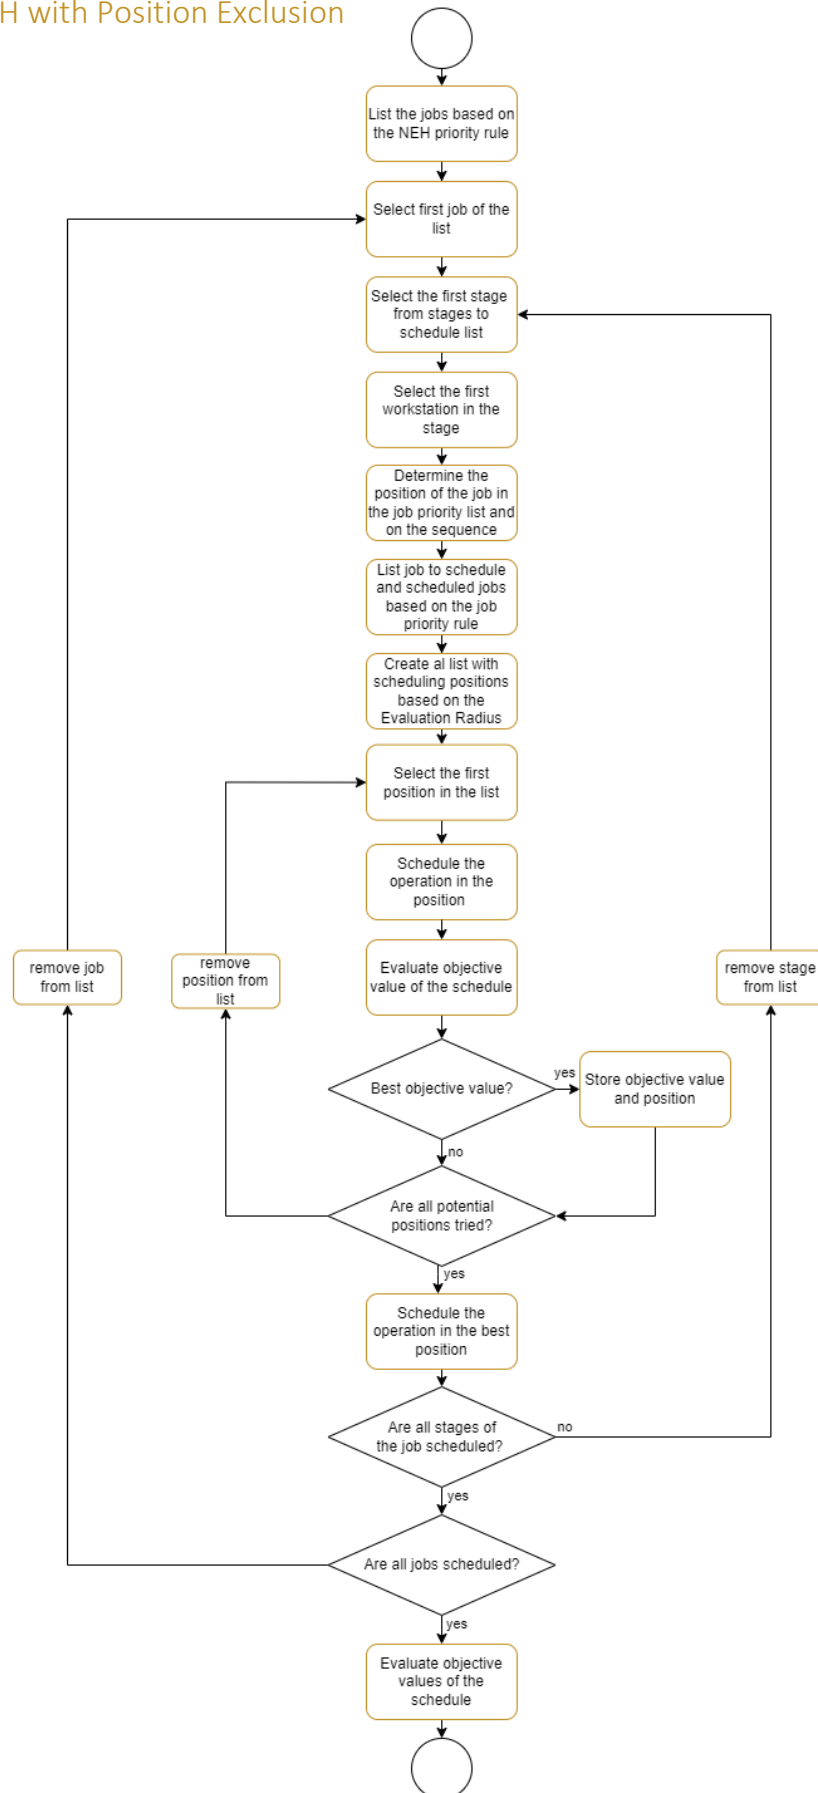 H with Position Exclusion
List the jobs based on
the NEH priority rule
Select first job of the
list
Select the first stage
from stages to
schedule list
Select the first
workstation in the
stage
Determine the
position of the job in
the job priority list and
on the sequence
List job to schedule
and scheduled jobs
based on the job
priority rule
Create al list with
scheduling positions
based on the
Evaluation Radius
Select the first
position in the list
Schedule the
operation in the
position
remove job
from list
remove
position from
list
Evaluate objective
value of the schedule
remove stage
from list
Best objective value?
yes
Store objective value
and position
no
Are all potential
positions tried?
yes
Schedule the
operation in the best
position
Are all stages of
the job scheduled?
no
yes
Are all jobs scheduled?
yes
Evaluate objective
values of the
schedule